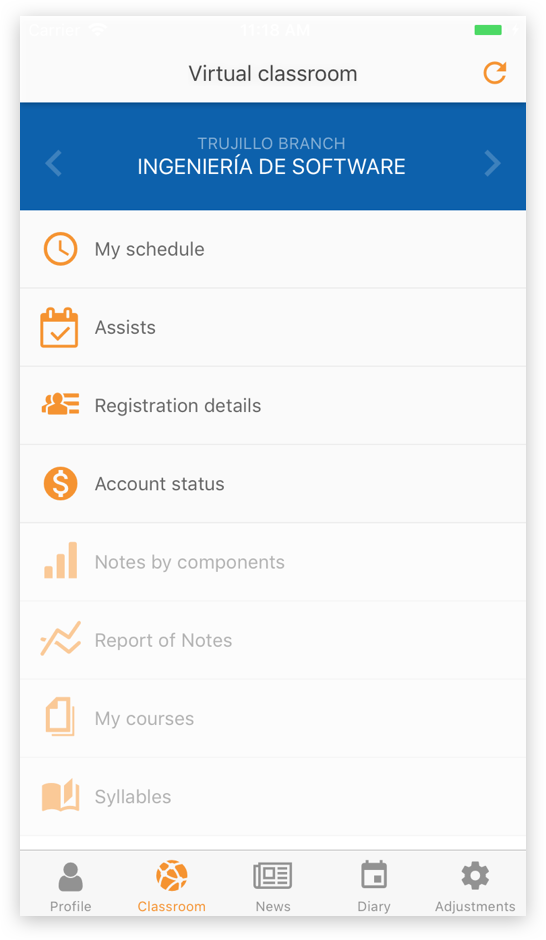 Carrier
11:18 AM
Virtual classroom
TRUJILLO BRANCH
INGENIERÍA DE SOFTWARE
My schedule
Assists
Registration details
Account status
Notes by components
Report of Notes
My courses
Syllables
Profile
Classroom
News
Diary
Adjustments